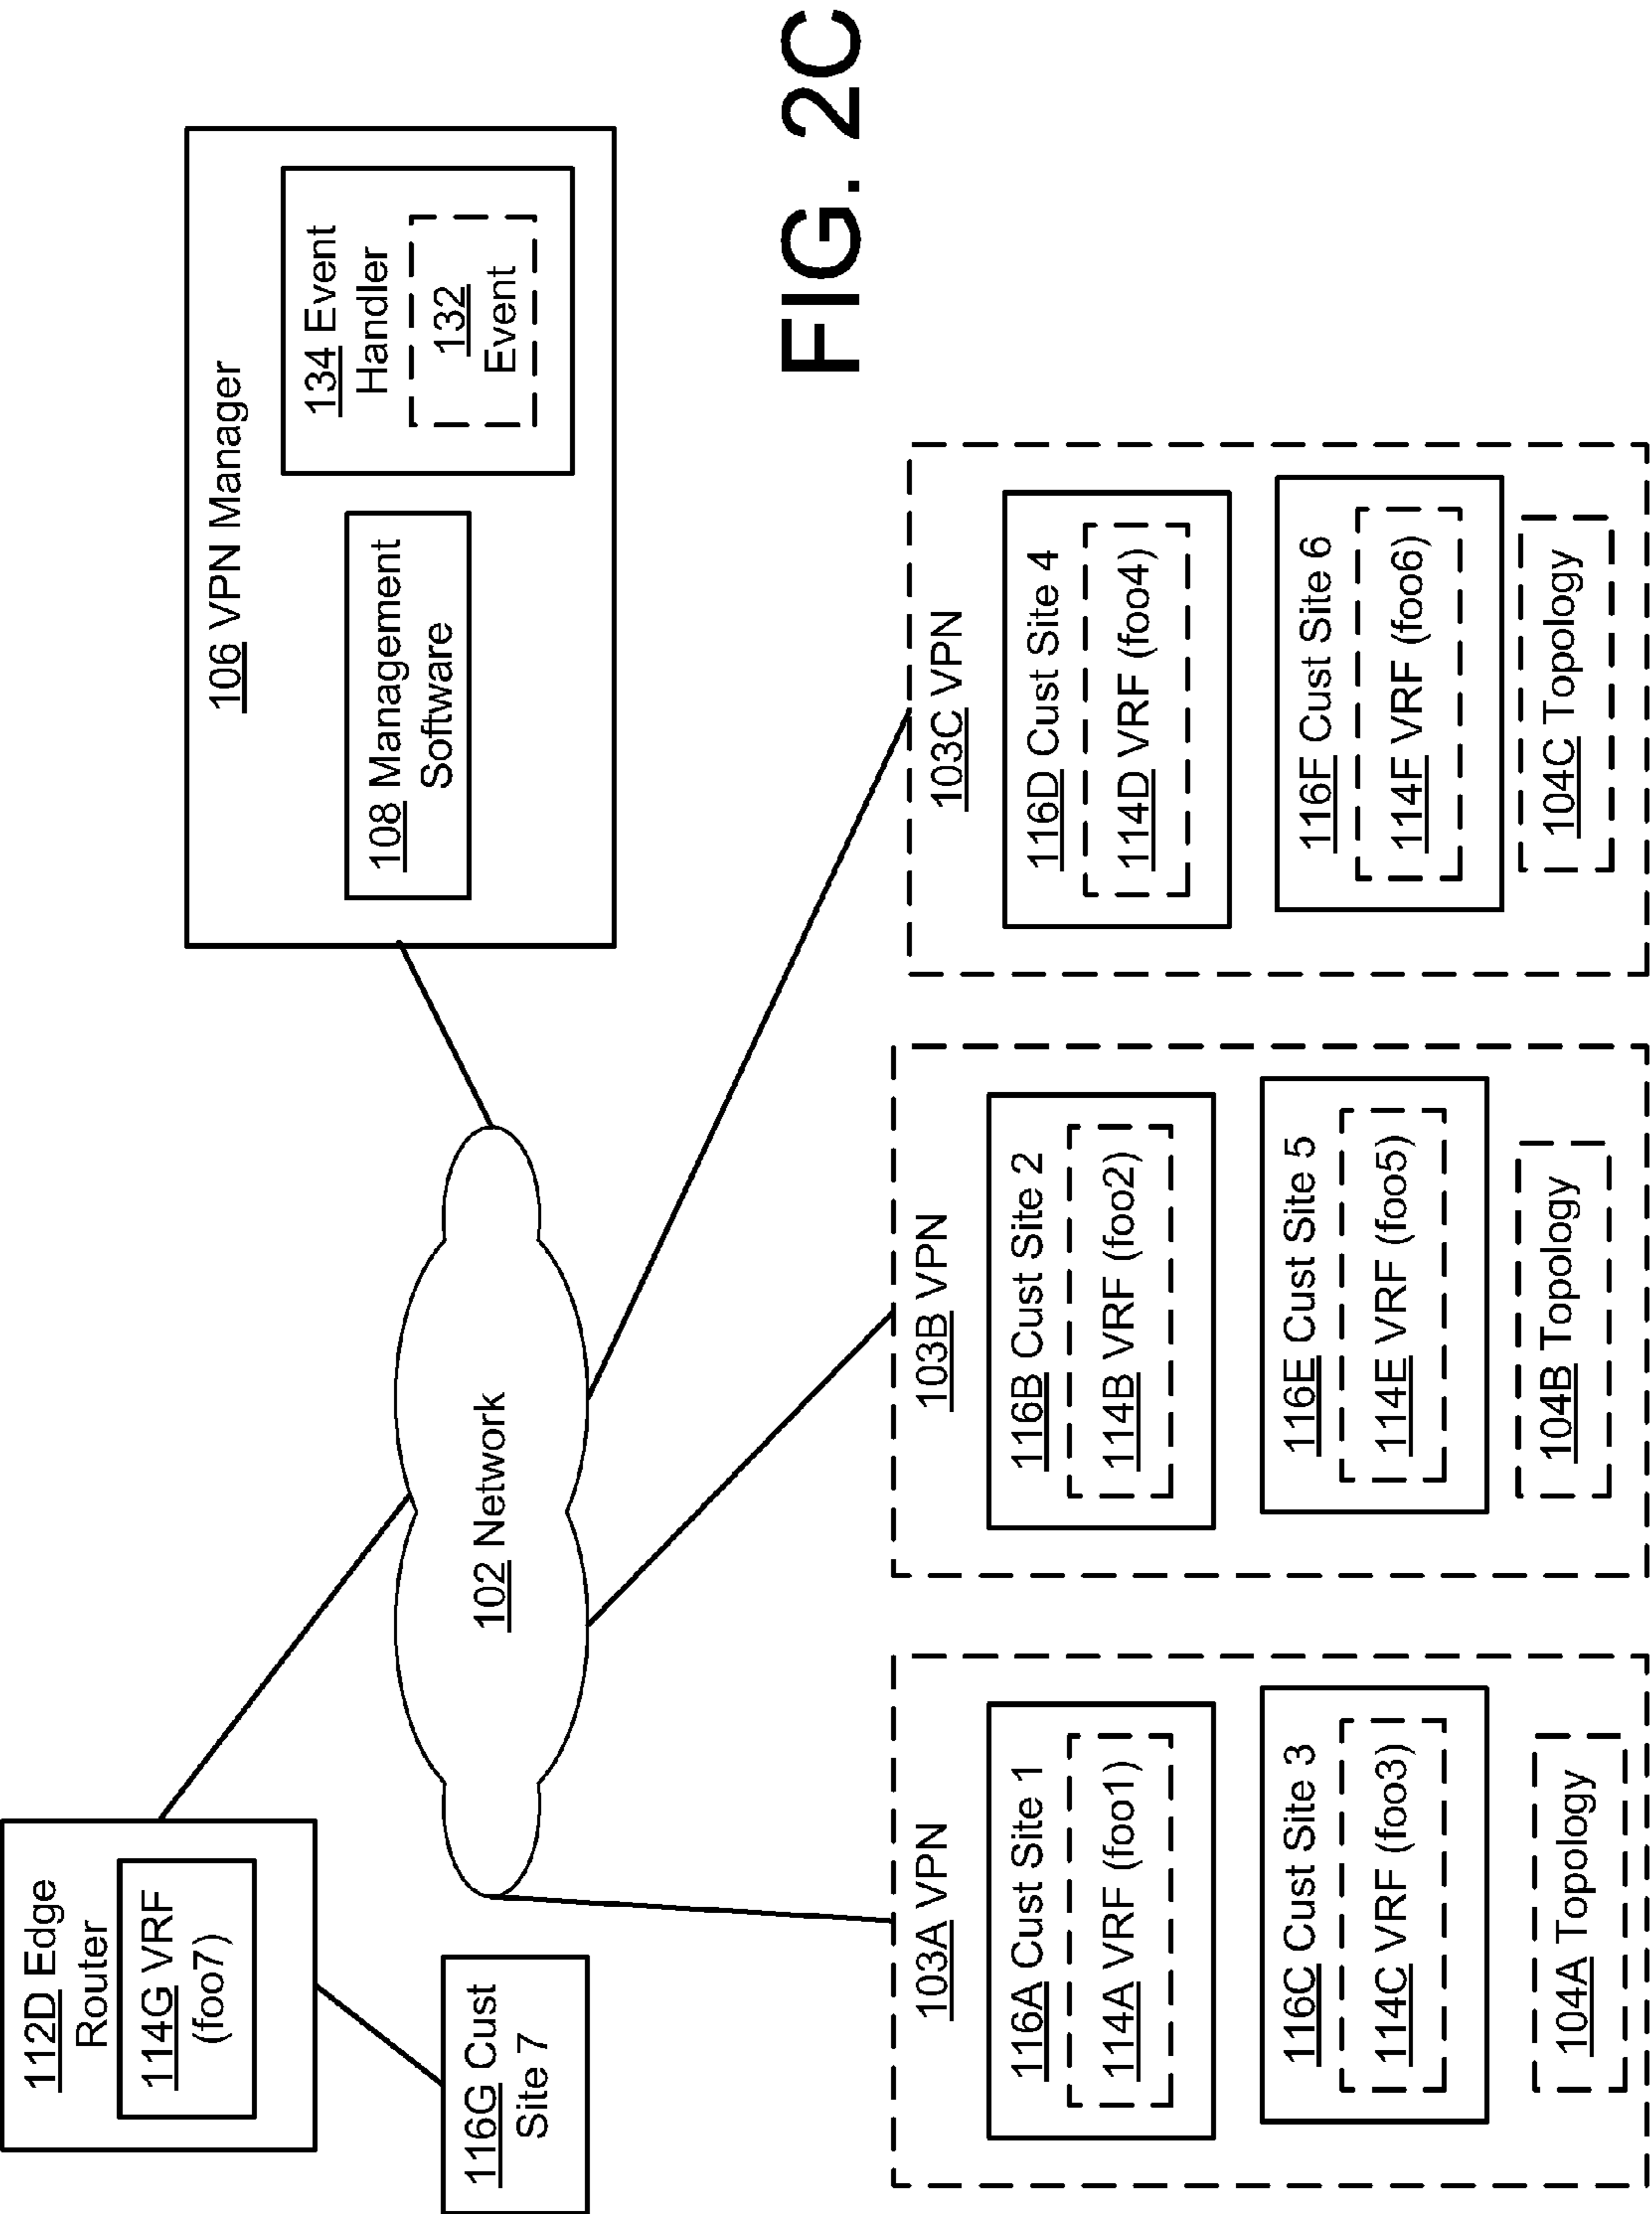 112D Edge
Router
114G VRF
(foo7)
116G Cust
Site 7
102 Network
106 VPN Manager
108 Management
Software
134 Event
Handler
132
Event
103A VPN
116A Cust Site 1
114A VRF (foo1)
116C Cust Site 3
114C VRF (foo3)
104A Topology
103B VPN
116B Cust Site 2
114B VRF (foo2)
116E Cust Site 5
114E VRF (foo5)
104B Topology
103C VPN
116D Cust Site 4
114D VRF (foo4)
116F Cust Site 6
114F VRF (foo6)
104C Topology
FIG. 2C